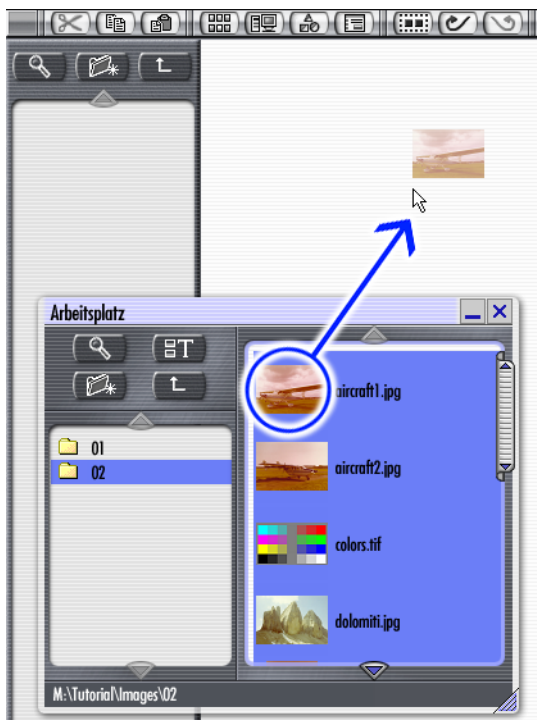 Arbeitsplatz
01
02
aircraft1.jpg
aircraft2.jpg
colors.tif
dolomiti.jpg
M:\Tutorial\Images\02